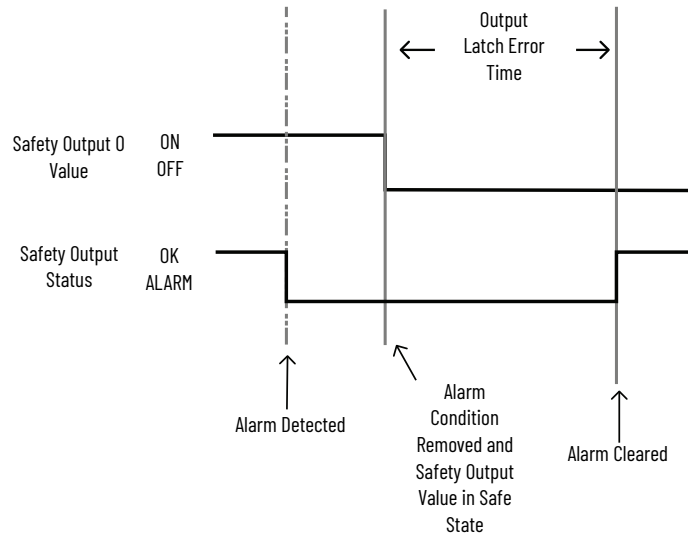 Output
Latch Error
Time
Safety Output 0
Value
ON
OFF
Safety Output
Status
OK
ALARM
Alarm Detected
Alarm
Condition
Removed and
Safety Output
Value in Safe
State
Alarm Cleared